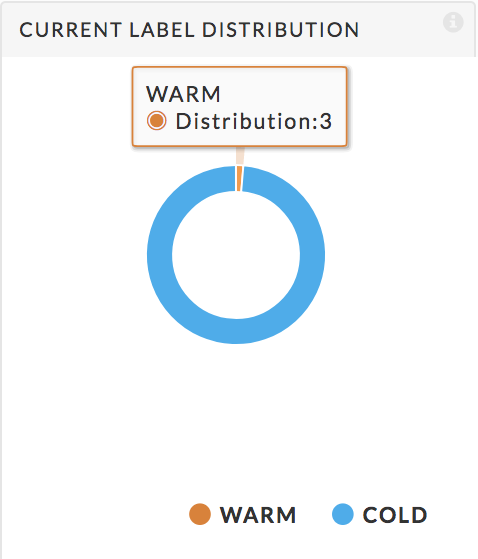 CURRENT LABEL DISTRIBUTION
WARM
Distribution:3
WARM
COLD